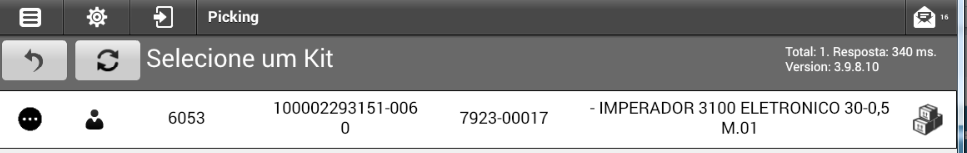 Picking
16
Selecione um Kit
Total: 1. Resposta: 340 ms.
Version: 3.9.8.10
6053
100002293151-006
0
7923-00017
- IMPERADOR 3100 ELETRONICO 30-0,5
M.01